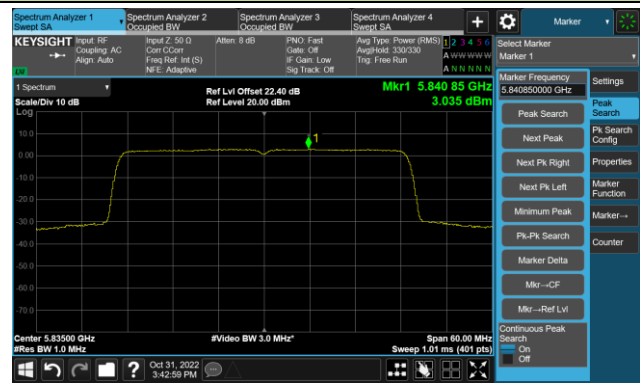 Spectrum Analyzer 1
Swept SA
Spectrum Analyzer 2
Occupied BW
Spectrum Analyzer 3
Occupied BW
Spectrum Analyzer 4
Swept SA
+
Marker
KEYSIGHT
Input: RF
Coupling: AC
Align: Auto
Input Z: 50 Ω
Corr CCorr
Freq Ref: Int (S)
NFE: Adaptive
Atten: 8 dB
PNO: Fast
Gate: Off
IF Gain: Low
Sig Track: Off
Avg Type: Power (RMS)
Avg|Hold: 330/330
Trig: Free Run
1 2 3 4 5 6
A W W W W W
A N N N N N
LW
Select Marker
Marker 1
1 Spectrum
Scale/Div 10 dB
Log
Ref Lvl Offset 22.40 dB
Ref Level 20.00 dBm
Mkr1 5.840 85 GHz
3.035 dBm
10.0
0.00
-10.0
-20.0
-30.0
-40.0
-50.0
-60.0
-70.0
1
Center 5.83500 GHz
#Res BW 1.0 MHz
#Video BW 3.0 MHz*
Span 60.00 MHz
Sweep 1.01 ms (401 pts)
Marker Frequency
5.840850000 GHz
Peak Search
Next Peak
Next Pk Right
Next Pk Left
Minimum Peak
Pk-Pk Search
Marker Delta
Mkr→CF
Mkr→Ref Lvl
Continuous Peak
Search
On
Off
Settings
Peak
Search
Pk Search
Config
Properties
Marker
Function
Marker→
Counter
?
Oct 31, 2022
3:42:59 PM